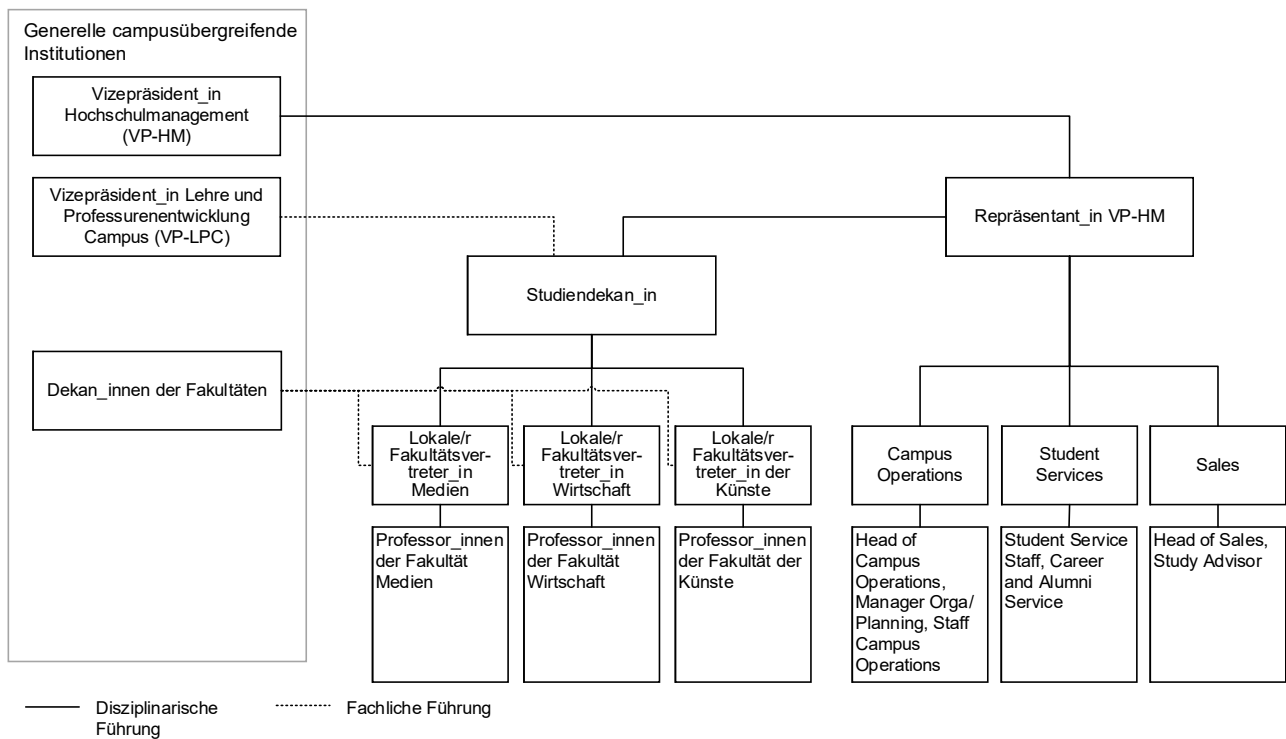 Generelle campusübergreifende
Institutionen
Vizepräsident_in
Hochschulmanagement
(VP-HM)
Vizepräsident_in Lehre und
Professurenentwicklung
Campus (VP-LPC)
Repräsentant_in VP-HM
Studiendekan_in
Dekan_innen der Fakultäten
Lokale/r
Fakultätsver-
treter_in
Medien
Lokale/r
Fakultätsver-
treter_in
Wirtschaft
Lokale/r
Fakultätsver-
treter_in der
Künste
Campus
Operations
Student
Services
Sales
Professor_innen
der Fakultät
Medien
Professor_innen
der Fakultät
Wirtschaft
Professor_innen
der Fakultät der
Künste
Head of
Campus
Operations,
Manager Orga/
Planning, Staff
Campus
Operations
Student Service
Staff, Career
and Alumni
Service
Head of Sales,
Study Advisor
Disziplinarische
Führung
Fachliche Führung